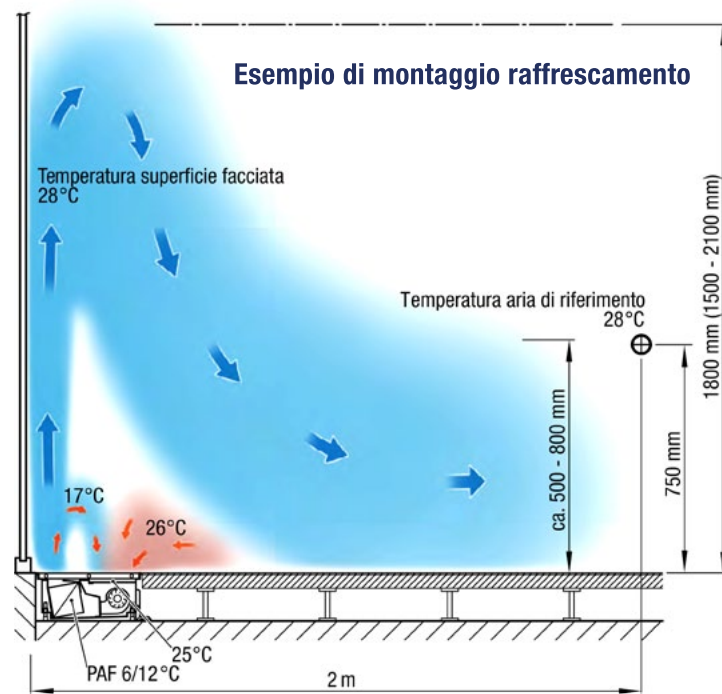 Esempio di montaggio raffrescamento
Temperatura superficie facciata
28°C
Temperatura aria di riferimento
28°C
1800 mm (1500 - 2100 mm)
ca. 500 - 800 mm
750 mm
17°C
26°C
25°C
PAF 6/12°C
2 m